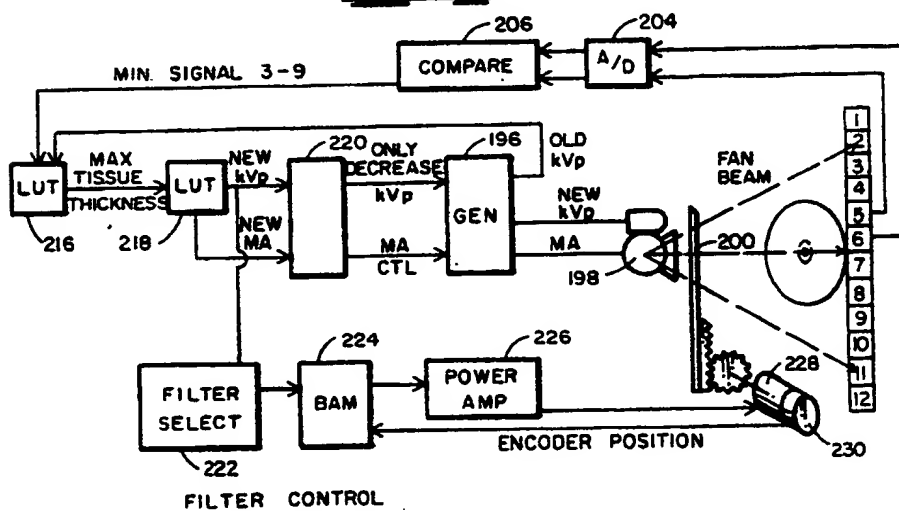 206
204
COMPARE
A/D
MIN. SIGNAL 3-9
1
2
3
4
5
6
7
8
9
10
11
12
220
196
OLD
kVp
FAN
BEAM
LUT
MAX
TISSUE
THICKNESS
LUT
NEW
kVp
NEW
MA
ONLY
DECREASE
kVp
MA
CTL
GEN
NEW
kVp
MA
200
198
216
218
224
226
228
FILTER
SELECT
BAM
POWER
AMP
ENCODER POSITION
230
222
FILTER CONTROL